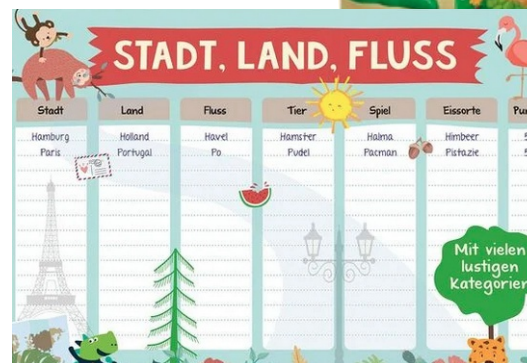 STADT, LAND, FLUSS
Stadt Land Fluss Tier Spiel Eissorte
Hamburg Holland Havel Hamster Halma Himbeer
Paris Portugal Po Pudel Pacman Pistazie
Mit vielen
lustigen
Kategorien